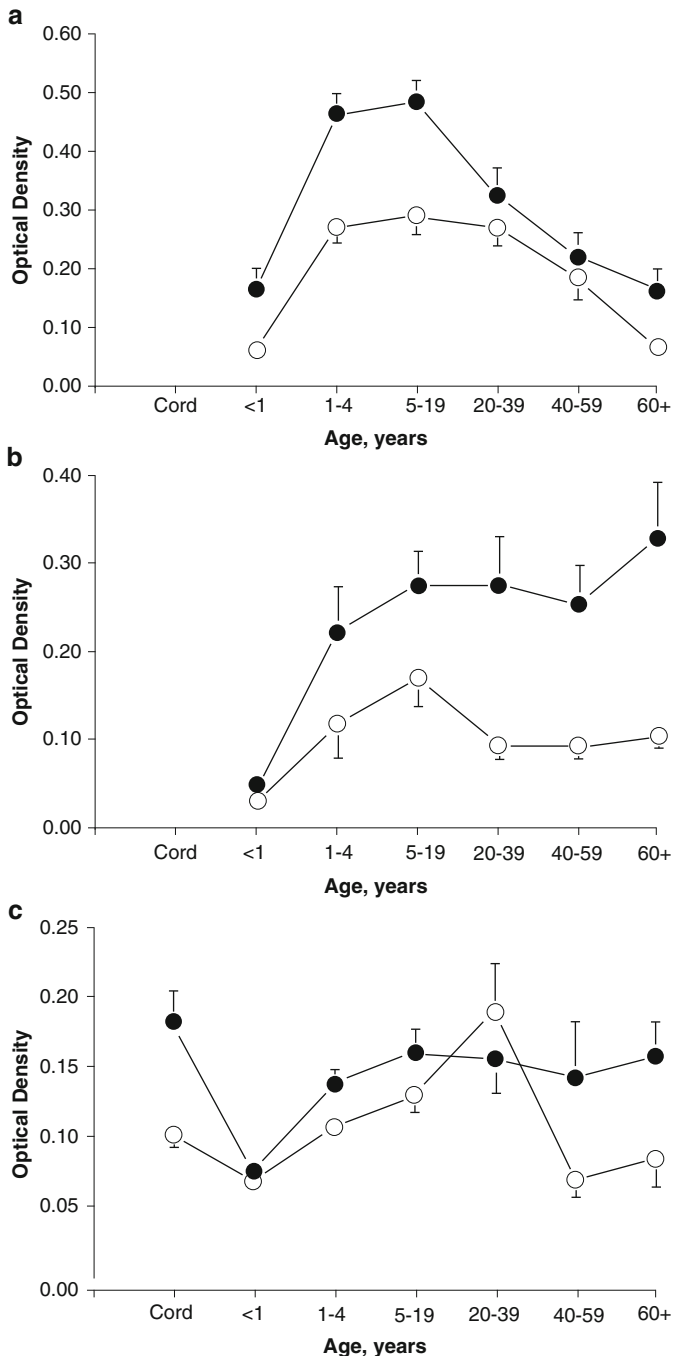 a
0.60
0.50
0.40
0.30
0.20
0.10
0.00
Optical Density
Cord <1 1-4 5-19 20-39 40-59 60+
Age, years
b
0.40
0.30
0.20
0.10
0.00
Optical Density
Cord <1 1-4 5-19 20-39 40-59 60+
Age, years
c
0.25
0.20
0.15
0.10
0.05
0.00
Optical Density
Cord <1 1-4 5-19 20-39 40-59 60+
Age, years